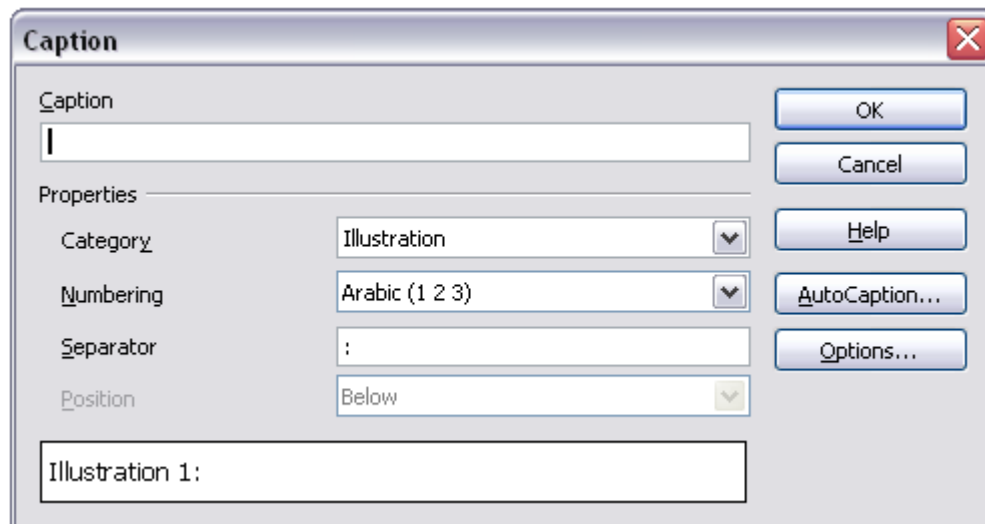 Caption
Caption
OK
Cancel
Properties
Category
Illustration
Help
Numbering
Arabic (1 2 3)
AutoCaption...
Separator
:
Options...
Position
Below
Illustration 1: